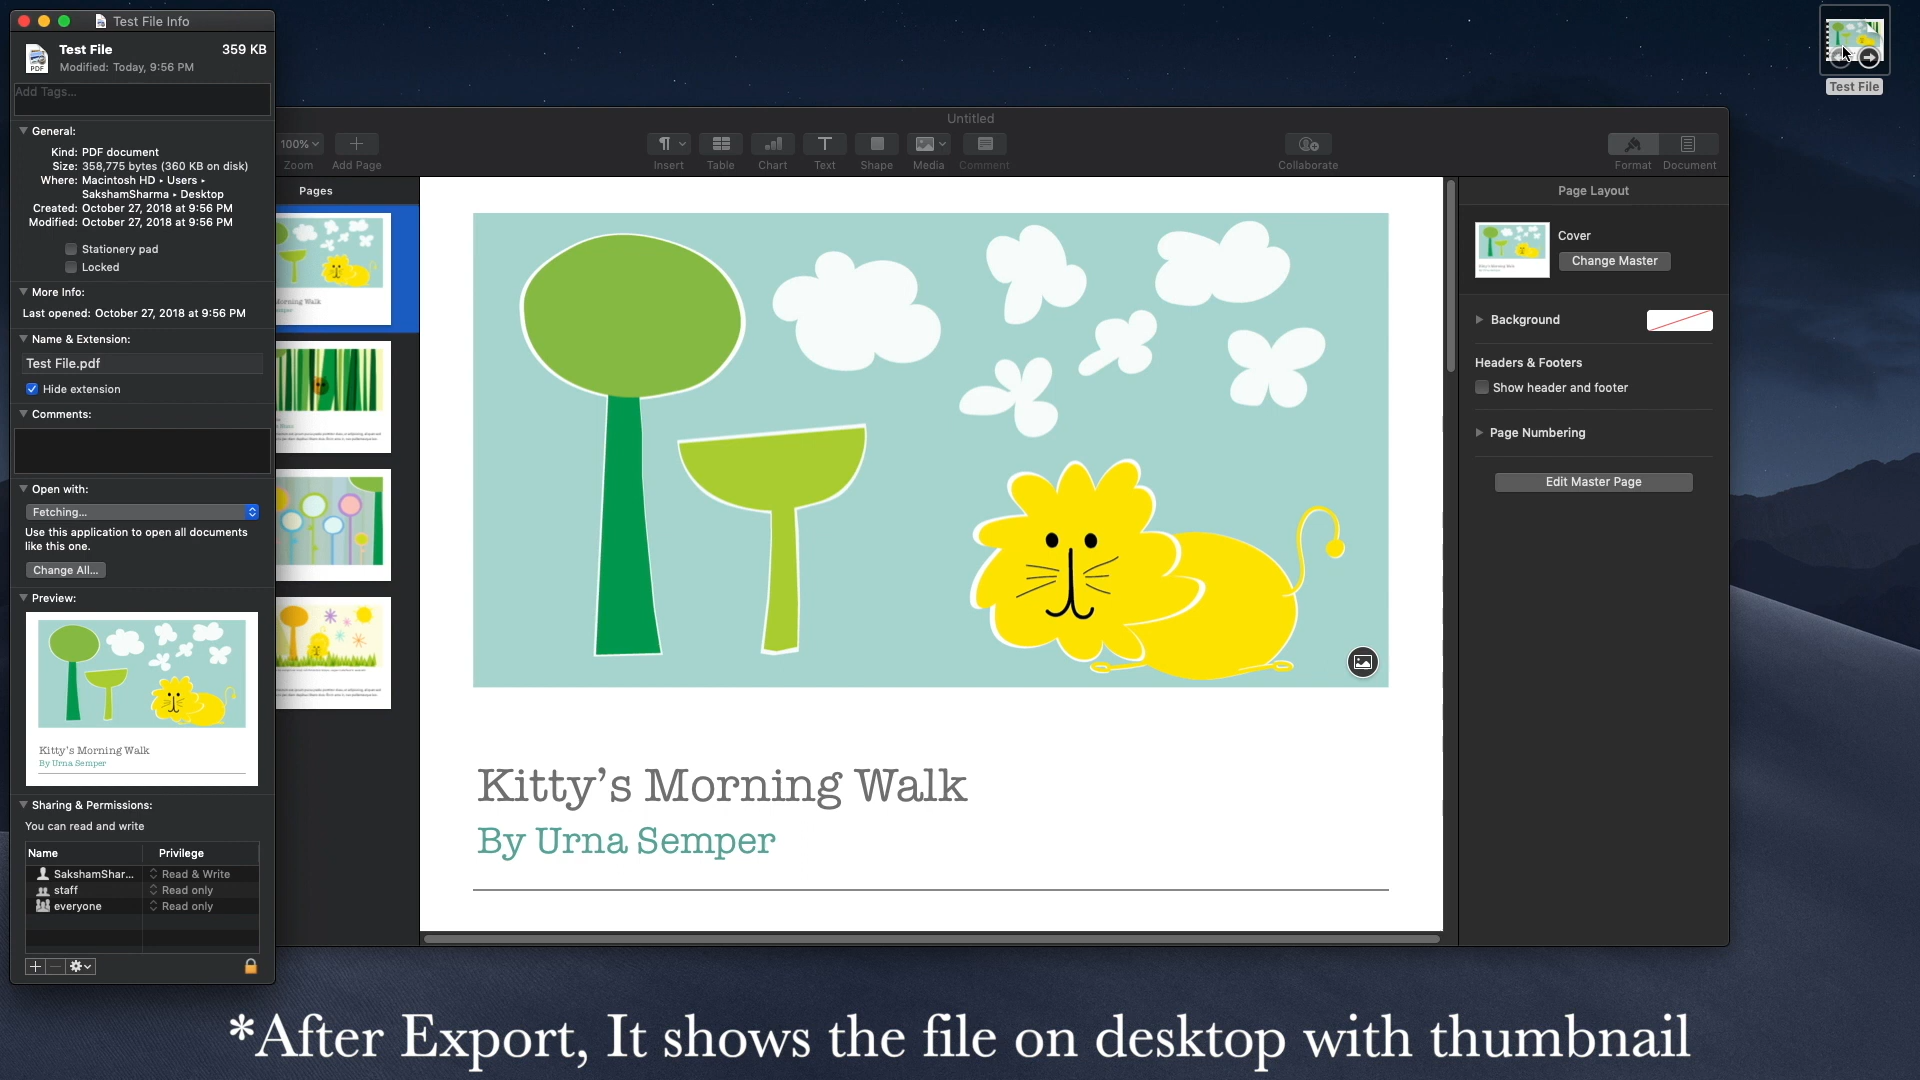 Test File Info
Test File
359 KB
Modified: Today, 9:56 PM
Add Tags...
General:
Kind: PDF document
Size: 358,775 bytes (360 KB on disk)
Where: Macintosh HD ▸ Users ▸
SakshamSharma ▸ Desktop
Created: October 27, 2018 at 9:56 PM
Modified: October 27, 2018 at 9:56 PM
Stationery pad
Locked
More Info:
Last opened: October 27, 2018 at 9:56 PM
Name & Extension:
Test File.pdf
Hide extension
Comments:
Open with:
Fetching...
Use this application to open all documents
like this one.
Change All...
Preview:
Kitty's Morning Walk
By Urna Semper
Sharing & Permissions:
You can read and write
Name Privilege
SakshamShar... Read & Write
staff Read only
everyone Read only
PDF
Untitled
100%
Zoom
Add Page
Insert
Table
Chart
Text
Shape
Media
Comment
Collaborate
Format
Document
Pages
Morning Walk
Kitty's Morning Walk
By Urna Semper
Page Layout
Cover
Change Master
Background
Headers & Footers
Show header and footer
Page Numbering
Edit Master Page
Test File
*After Export, It shows the file on desktop with thumbnail